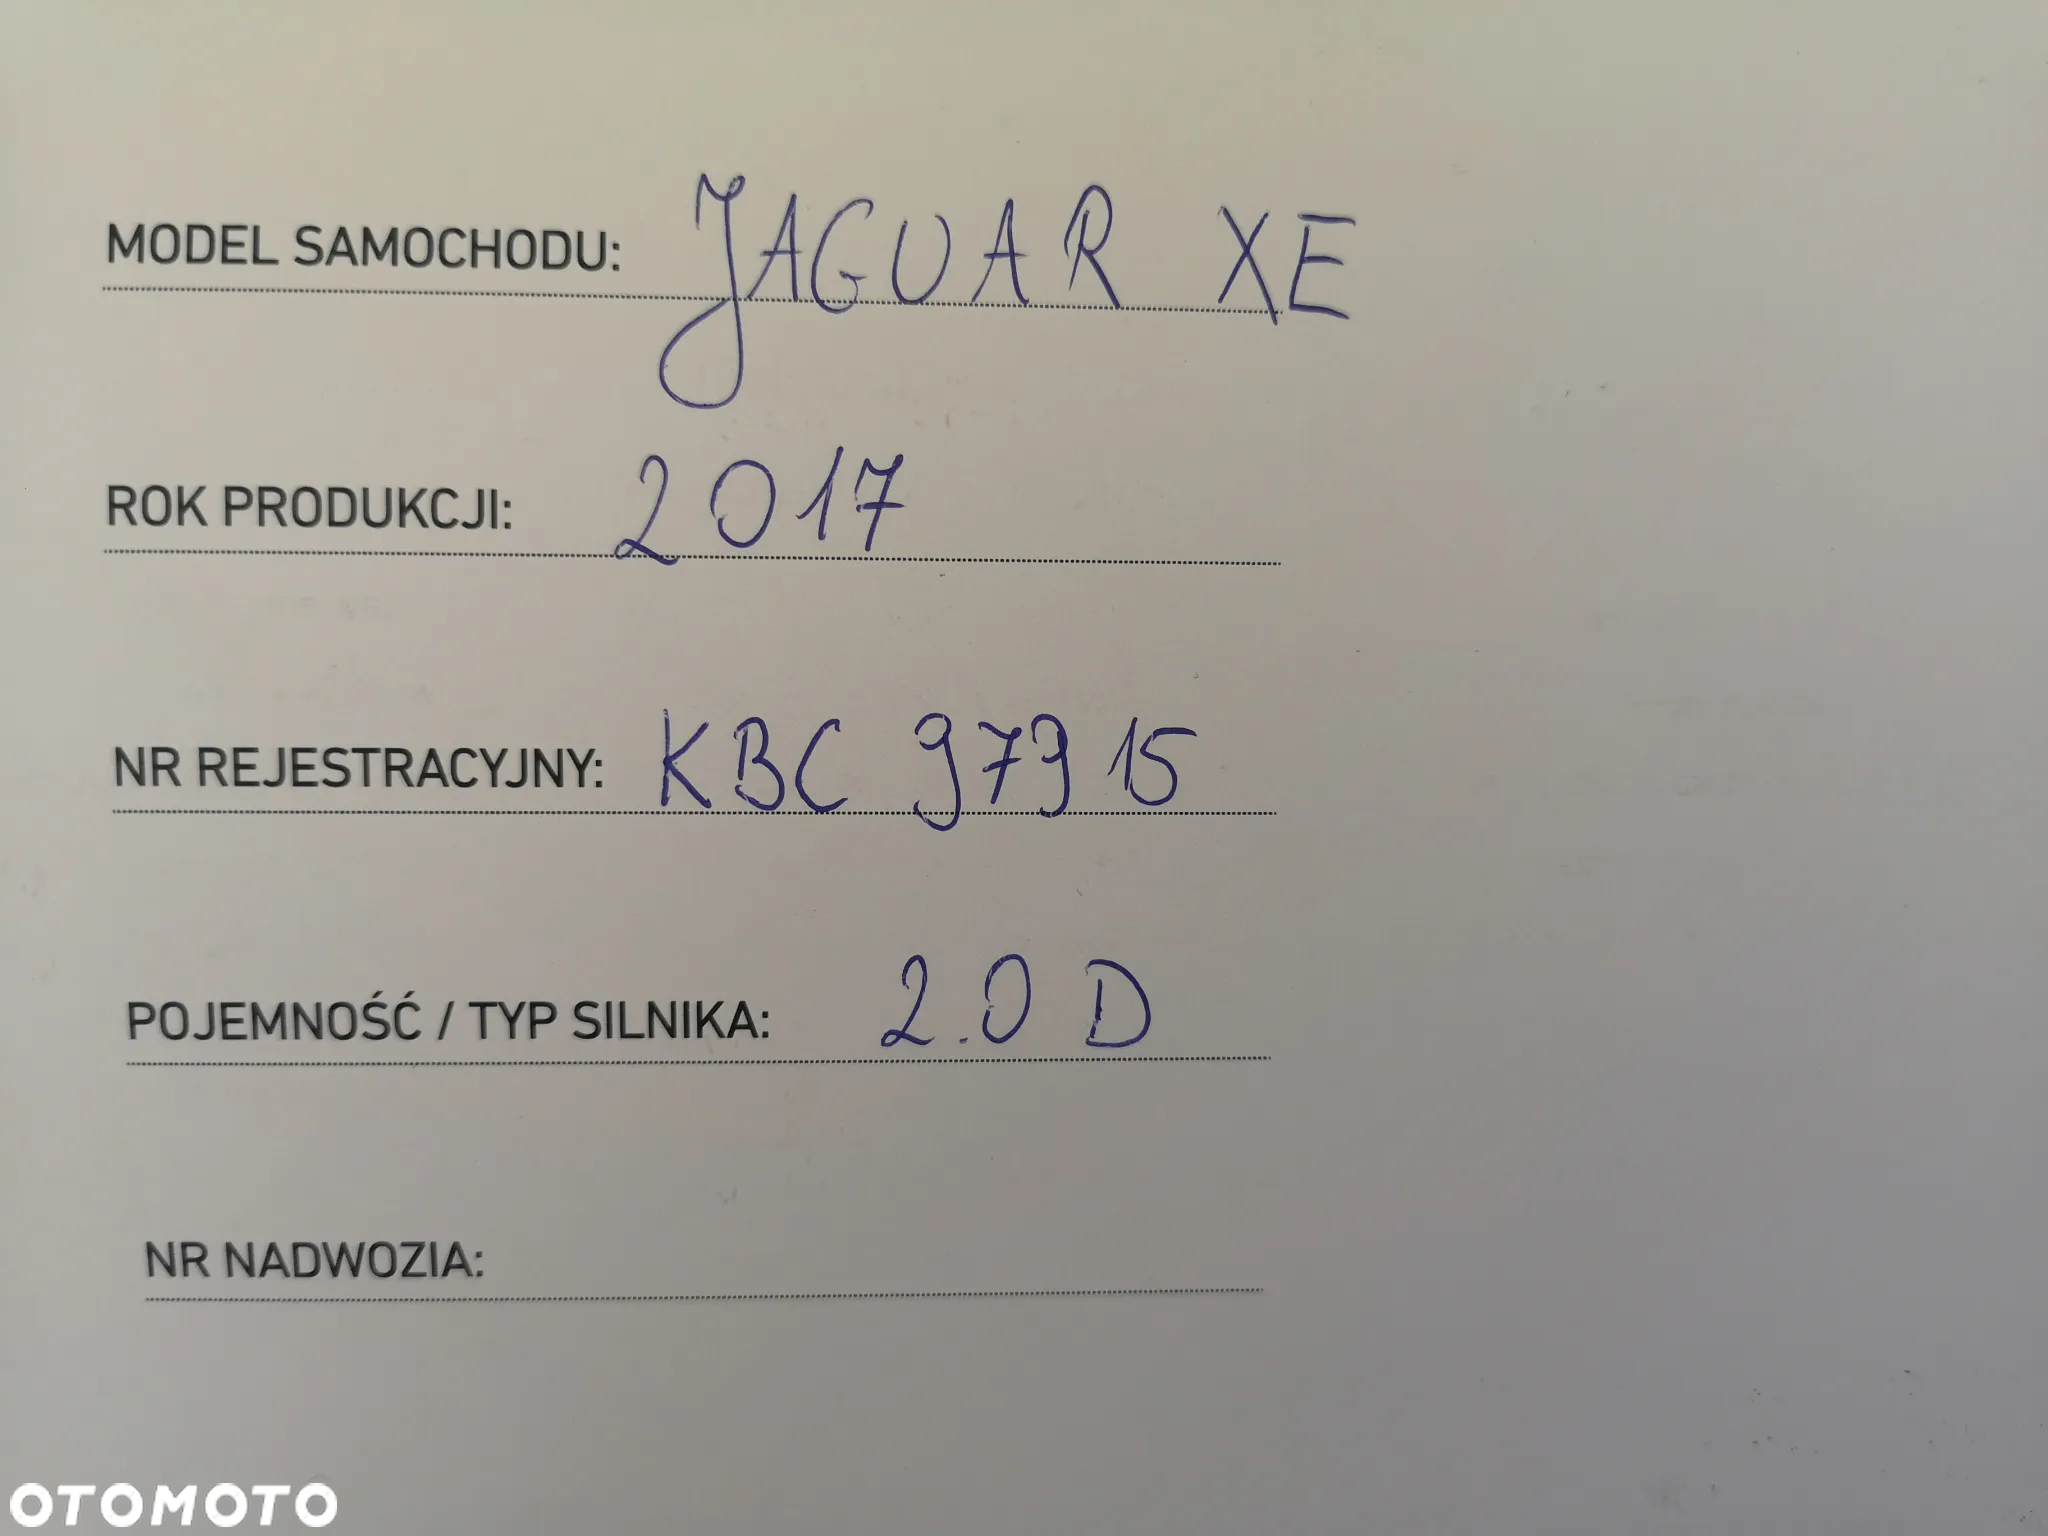 MODEL SAMOCHODU: JAGUAR XE
ROK PRODUKCJI: 2017
NR REJESTRACYJNY: KBC 97915
POJEMNOŚĆ / TYP SILNIKA: 2.0 D
NR NADWOZIA:
OTOMOTO